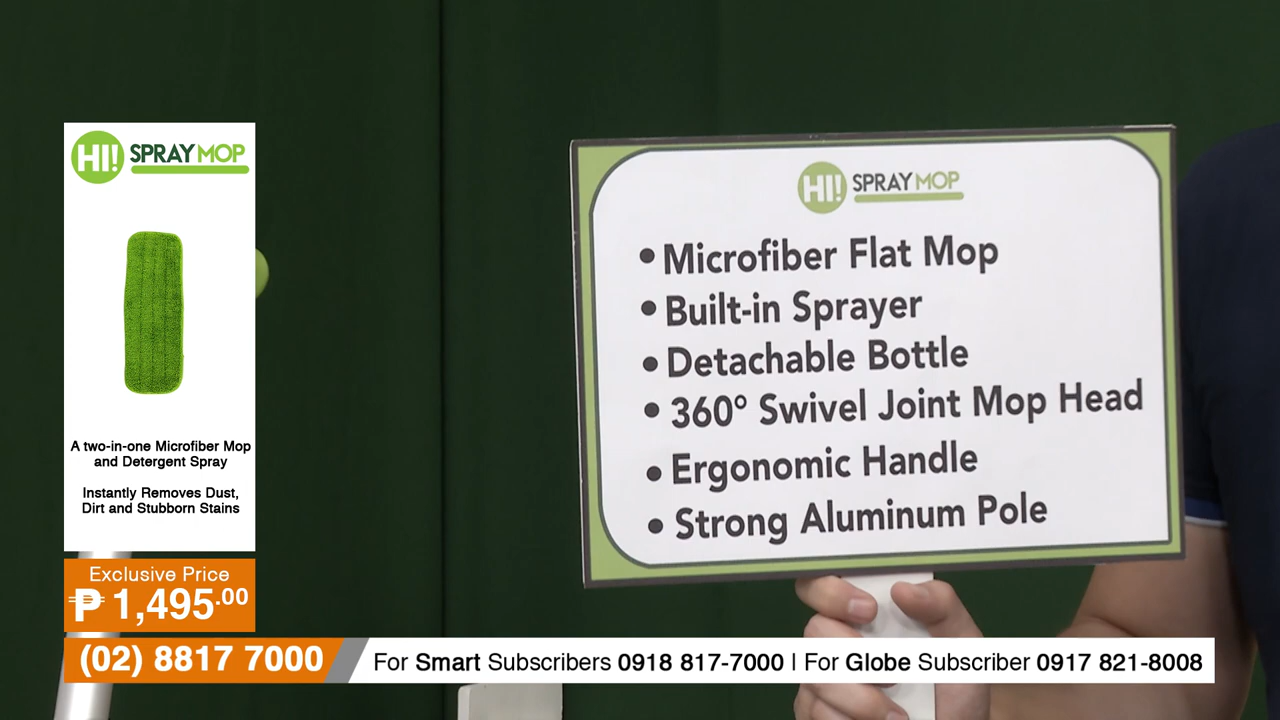 HI! SPRAY MOP
A two-in-one Microfiber Mop
and Detergent Spray
Instantly Removes Dust,
Dirt and Stubborn Stains
Exclusive Price
₱ 1,495.00
HI! SPRAY MOP
• Microfiber Flat Mop
• Built-in Sprayer
• Detachable Bottle
• 360° Swivel Joint Mop Head
• Ergonomic Handle
• Strong Aluminum Pole
(02) 8817 7000 For Smart Subscribers 0918 817-7000 | For Globe Subscriber 0917 821-8008